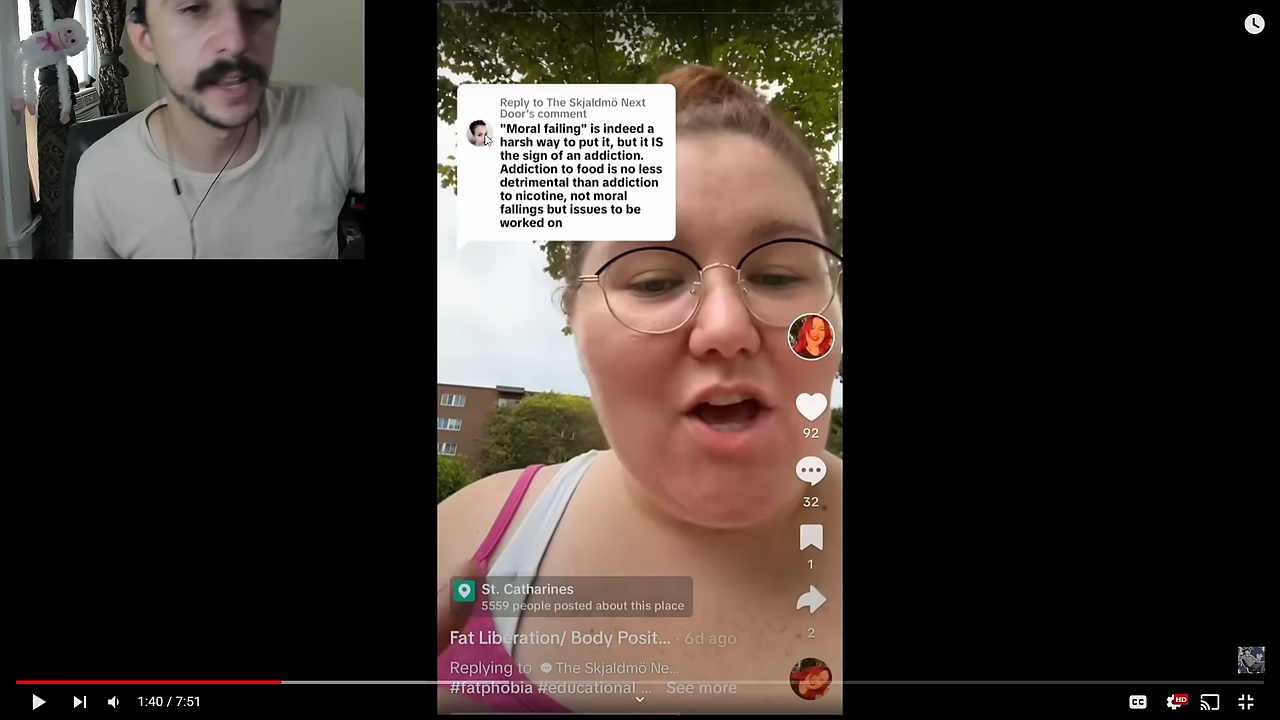 Reply to The Skjaldmö Next
Door's comment
"Moral failing" is indeed a
harsh way to put it, but it IS
the sign of an addiction.
Addiction to food is no less
detrimental than addiction
to nicotine, not moral
fallings but issues to be
worked on
92
32
1
St. Catharines
5559 people posted about this place
2
Fat Liberation/ Body Posit... · 6d ago
Replying to The Skjaldmö Ne...
#fatphobia #educational ... See more
1:40 / 7:51
CC
HD